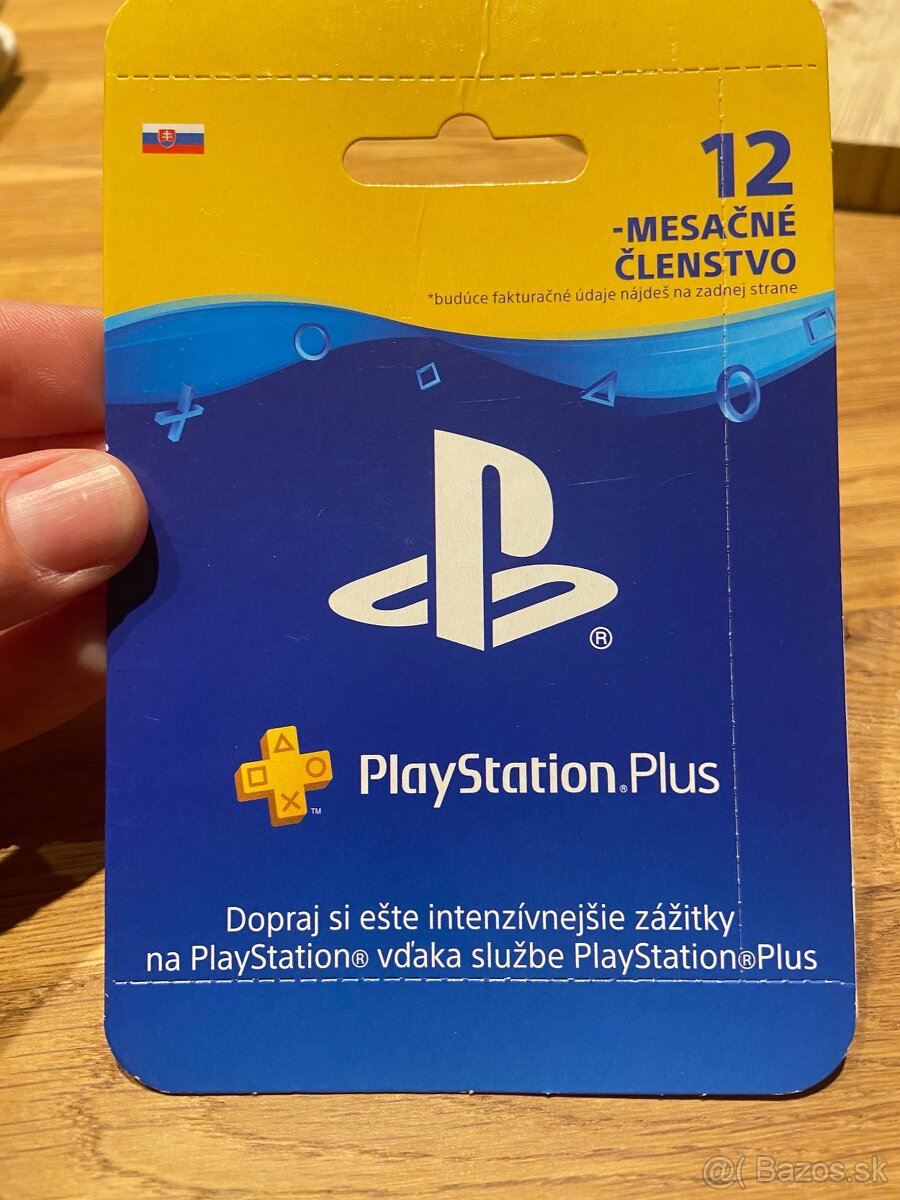 12
-MESAČNÉ
ČLENSTVO
*budúce fakturačné údaje nájdeš na zadnej strane
®
PlayStation®Plus
TM
Dopraj si ešte intenzívnejšie zážitky
na PlayStation® vďaka službe PlayStation®Plus
@( Bazos.sk